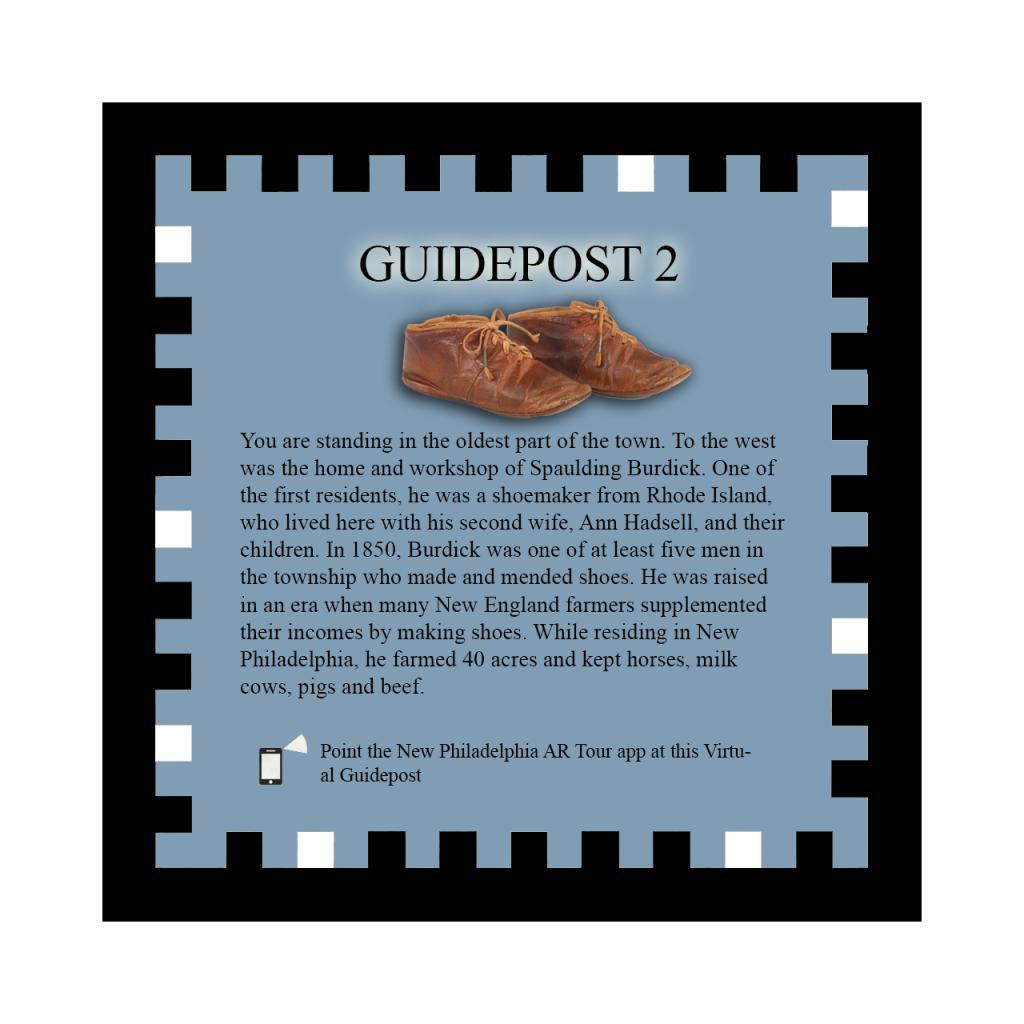 GUIDEPOST 2
You are standing in the oldest part of the town. To the west
was the home and workshop of Spaulding Burdick. One of
the first residents, he was a shoemaker from Rhode Island,
who lived here with his second wife, Ann Hadsell, and their
children. In 1850, Burdick was one of at least five men in
the township who made and mended shoes. He was raised
in an era when many New England farmers supplemented
their incomes by making shoes. While residing in New
Philadelphia, he farmed 40 acres and kept horses, milk
cows, pigs and beef.
Point the New Philadelphia AR Tour app at this Virtu-
al Guidepost